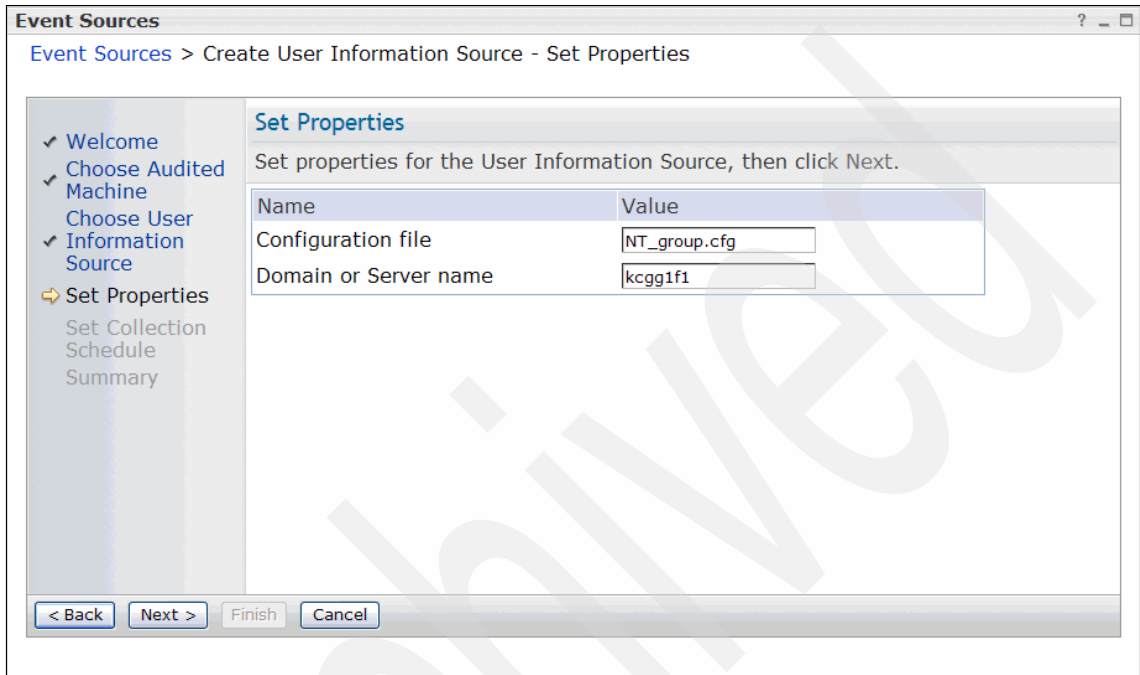 Event Sources ?
Event Sources > Create User Information Source - Set Properties
Welcome
Choose Audited
Machine
Choose User
Information
Source
Set Properties
Set Collection
Schedule
Summary
Set Properties
Set properties for the User Information Source, then click Next.
Name Value
Configuration file NT_group.cfg
Domain or Server name kcgg1f1
< Back Next > Finish Cancel